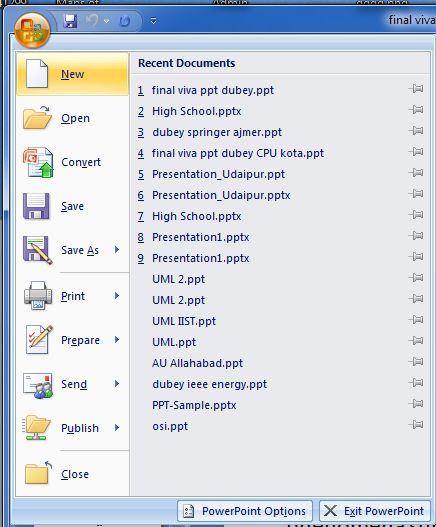 final viva
New
Open
Convert
Save
Save As
Print
Prepare
Send
Publish
Close
Recent Documents
1 final viva ppt dubey.ppt
2 High School.pptx
3 dubey springer ajmer.ppt
4 final viva ppt dubey CPU kota.ppt
5 Presentation_Udaipur.ppt
6 Presentation_Udaipur.pptx
7 High School.pptx
8 Presentation1.pptx
9 Presentation1.pptx
UML 2.ppt
UML 2.ppt
UML IIST.ppt
UML.ppt
AU Allahabad.ppt
dubey ieee energy.ppt
PPT-Sample.pptx
osi.ppt
PowerPoint Options
Exit PowerPoint